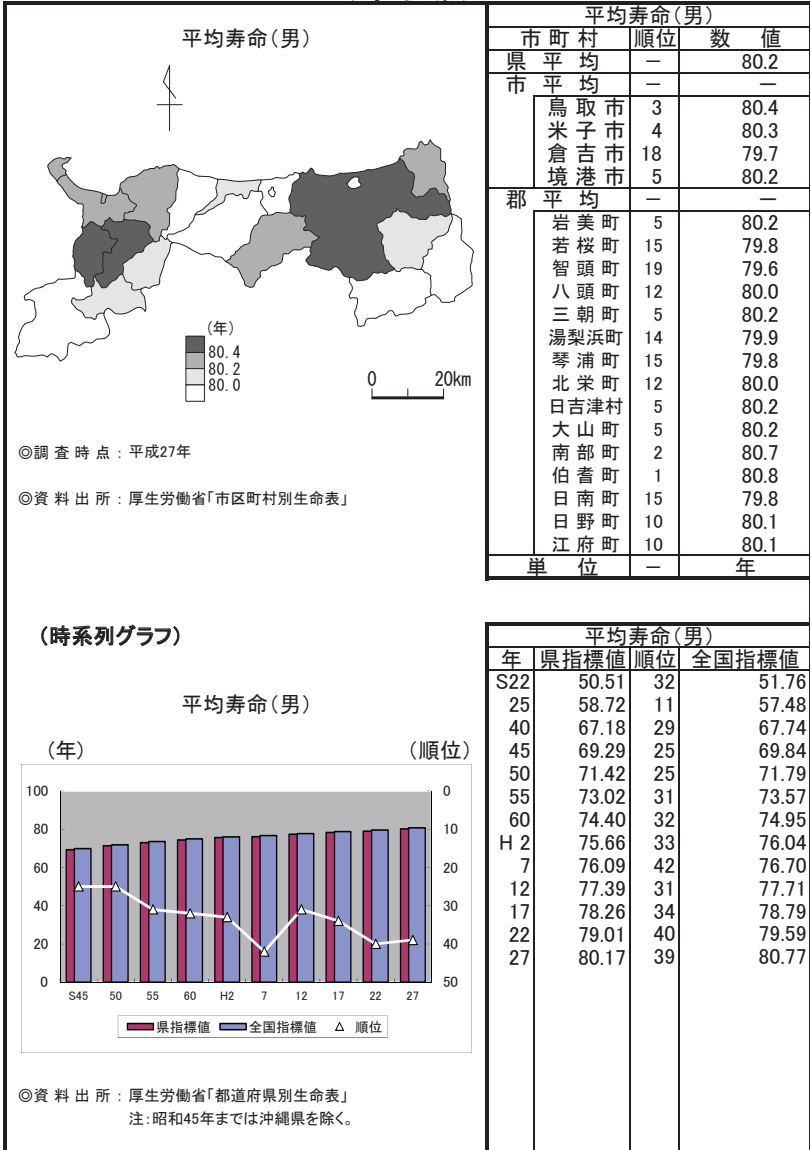 平均寿命（男）
(年)
80.4
80.2
80.0
0 20km
◎調 査 時 点 ： 平成27年
◎資 料 出 所 ： 厚生労働省「市区町村別生命表」
平均寿命（男）
市 町 村 順位 数 値
県 平 均 － 80.2
市 平 均 － －
鳥 取 市 3 80.4
米 子 市 4 80.3
倉 吉 市 18 79.7
境 港 市 5 80.2
郡 平 均 － －
岩 美 町 5 80.2
若 桜 町 15 79.8
智 頭 町 19 79.6
八 頭 町 12 80.0
三 朝 町 5 80.2
湯梨浜町 14 79.9
琴 浦 町 15 79.8
北 栄 町 12 80.0
日吉津村 5 80.2
大 山 町 5 80.2
南 部 町 2 80.7
伯 耆 町 1 80.8
日 南 町 15 79.8
日 野 町 10 80.1
江 府 町 10 80.1
単 位 － 年
（時系列グラフ）
平均寿命（男）
（年） （順位）
100 0
80 10
60 20
40 30
20 40
0 50
S45 50 55 60 H2 7 12 17 22 27
県指標値 全国指標値 順位
◎資 料 出 所 ： 厚生労働省「都道府県別生命表」
注：昭和45年までは沖縄県を除く。
平均寿命（男）
年 県指標値 順位 全国指標値
S22 50.51 32 51.76
25 58.72 11 57.48
40 67.18 29 67.74
45 69.29 25 69.84
50 71.42 25 71.79
55 73.02 31 73.57
60 74.40 32 74.95
H 2 75.66 33 76.04
7 76.09 42 76.70
12 77.39 31 77.71
17 78.26 34 78.79
22 79.01 40 79.59
27 80.17 39 80.77